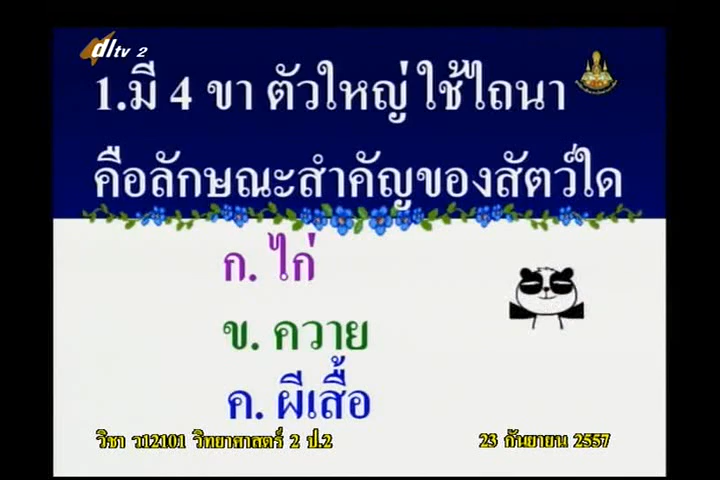 dltv 2
1.มี 4 ขา ตัวใหญ่ ใช้ไถนา
คือลักษณะสำคัญของสัตว์ใด
ก. ไก่
ข. ควาย
ค. ผีเสื้อ
วิชา ว12101 วิทยาศาสตร์ 2 ป.2
23 กันยายน 2557